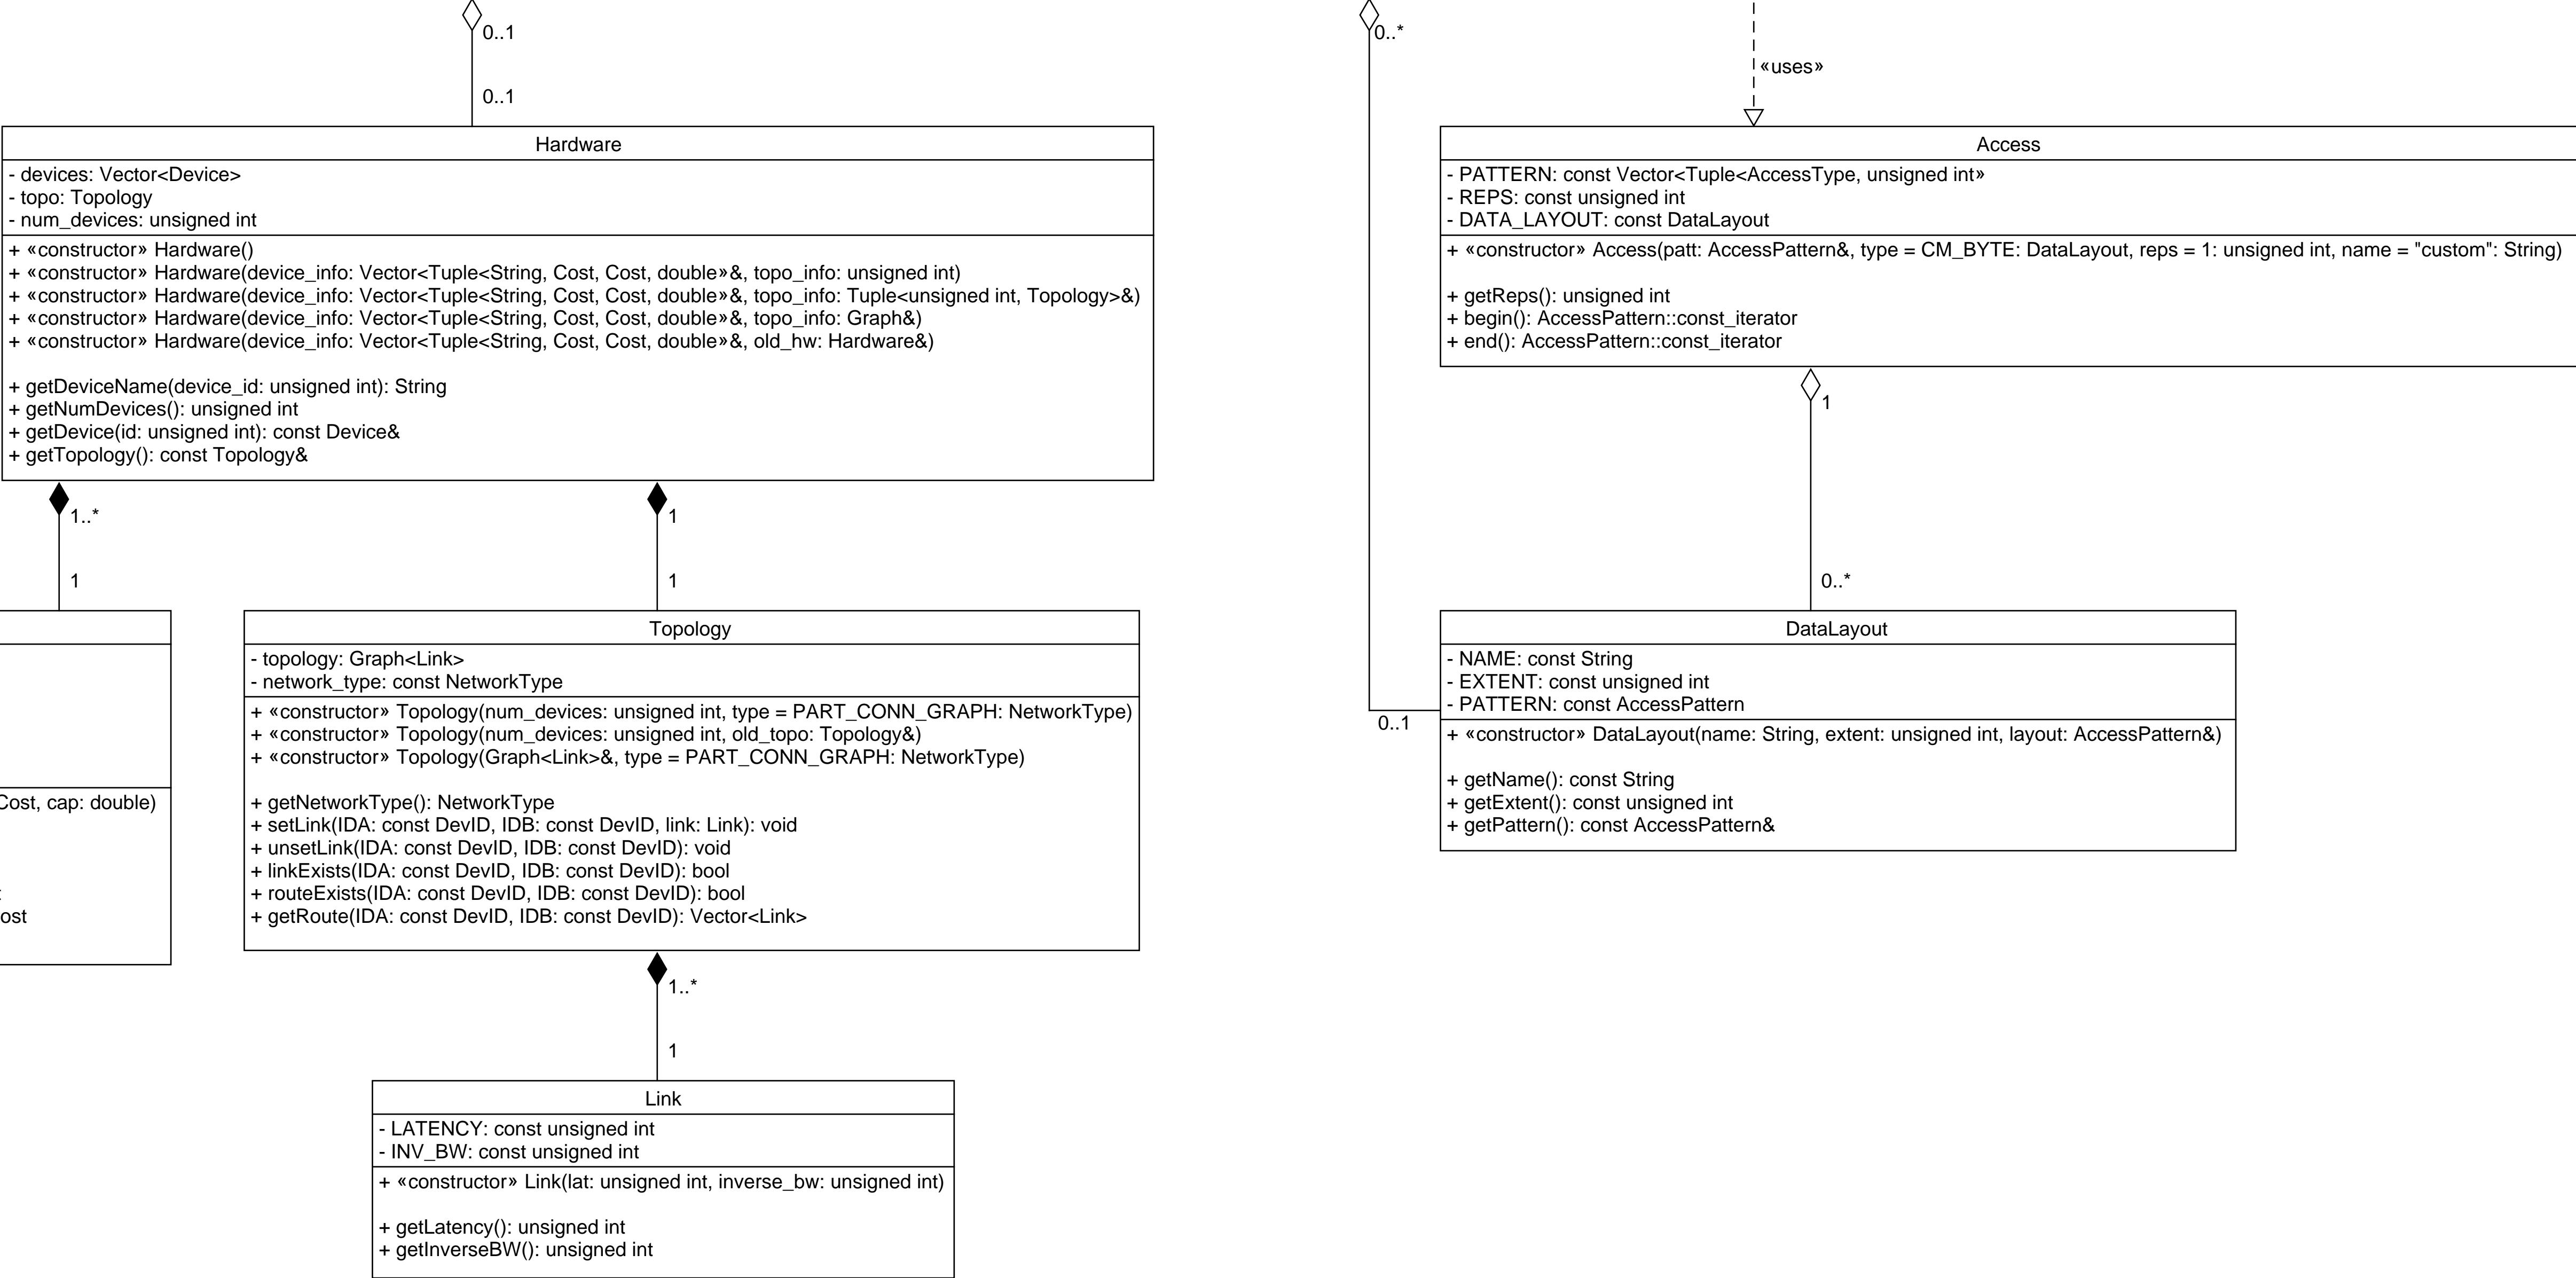 0..1
0..1
Hardware
- devices: Vector<Device>
- topo: Topology
- num_devices: unsigned int
+ «constructor» Hardware()
+ «constructor» Hardware(device_info: Vector<Tuple<String, Cost, Cost, double»&, topo_info: unsigned int)
+ «constructor» Hardware(device_info: Vector<Tuple<String, Cost, Cost, double»&, topo_info: Tuple<unsigned int, Topology>&)
+ «constructor» Hardware(device_info: Vector<Tuple<String, Cost, Cost, double»&, topo_info: Graph&)
+ «constructor» Hardware(device_info: Vector<Tuple<String, Cost, Cost, double»&, old_hw: Hardware&)
+ getDeviceName(device_id: unsigned int): String
+ getNumDevices(): unsigned int
+ getDevice(id: unsigned int): const Device&
+ getTopology(): const Topology&
1..*
1
1
1
Cost, cap: double)
ost
Topology
- topology: Graph<Link>
- network_type: const NetworkType
+ «constructor» Topology(num_devices: unsigned int, type = PART_CONN_GRAPH: NetworkType)
+ «constructor» Topology(num_devices: unsigned int, old_topo: Topology&)
+ «constructor» Topology(Graph<Link>&, type = PART_CONN_GRAPH: NetworkType)
+ getNetworkType(): NetworkType
+ setLink(IDA: const DevID, IDB: const DevID, link: Link): void
+ unsetLink(IDA: const DevID, IDB: const DevID): void
+ linkExists(IDA: const DevID, IDB: const DevID): bool
+ routeExists(IDA: const DevID, IDB: const DevID): bool
+ getRoute(IDA: const DevID, IDB: const DevID): Vector<Link>
1..*
1
Link
- LATENCY: const unsigned int
- INV_BW: const unsigned int
+ «constructor» Link(lat: unsigned int, inverse_bw: unsigned int)
+ getLatency(): unsigned int
+ getInverseBW(): unsigned int
0..*
«uses»
Access
- PATTERN: const Vector<Tuple<AccessType, unsigned int»
- REPS: const unsigned int
- DATA_LAYOUT: const DataLayout
+ «constructor» Access(patt: AccessPattern&, type = CM_BYTE: DataLayout, reps = 1: unsigned int, name = "custom": String)
+ getReps(): unsigned int
+ begin(): AccessPattern::const_iterator
+ end(): AccessPattern::const_iterator
1
0..*
0..1
DataLayout
- NAME: const String
- EXTENT: const unsigned int
- PATTERN: const AccessPattern
+ «constructor» DataLayout(name: String, extent: unsigned int, layout: AccessPattern&)
+ getName(): const String
+ getExtent(): const unsigned int
+ getPattern(): const AccessPattern&